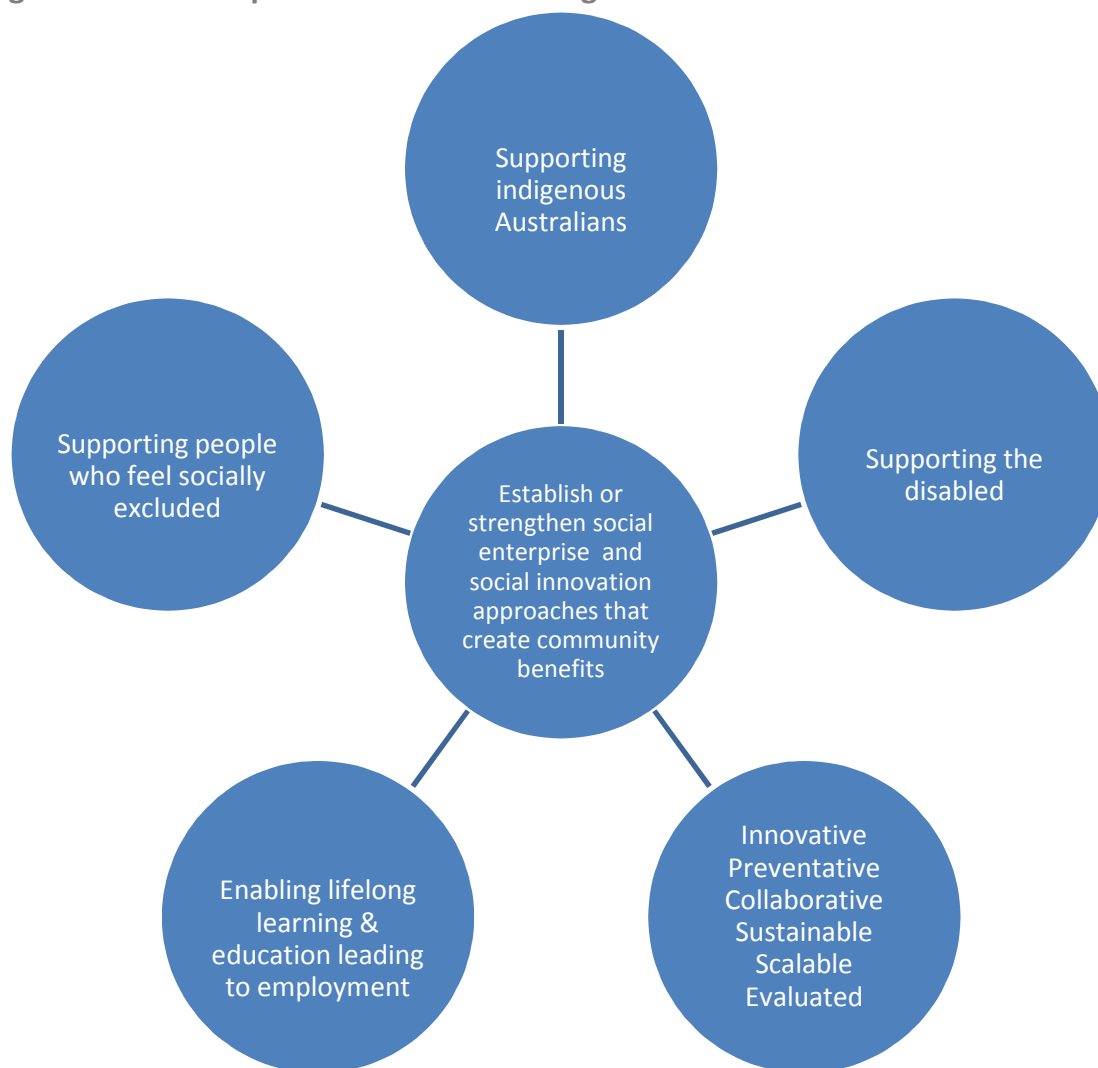 Supporting
indigenous
Australians
Supporting people
who feel socially
excluded
Supporting the
disabled
Establish or
strengthen social
enterprise and
social innovation
approaches that
create community
benefits
Enabling lifelong
learning &
education leading
to employment
Innovative
Preventative
Collaborative
Sustainable
Scalable
Evaluated